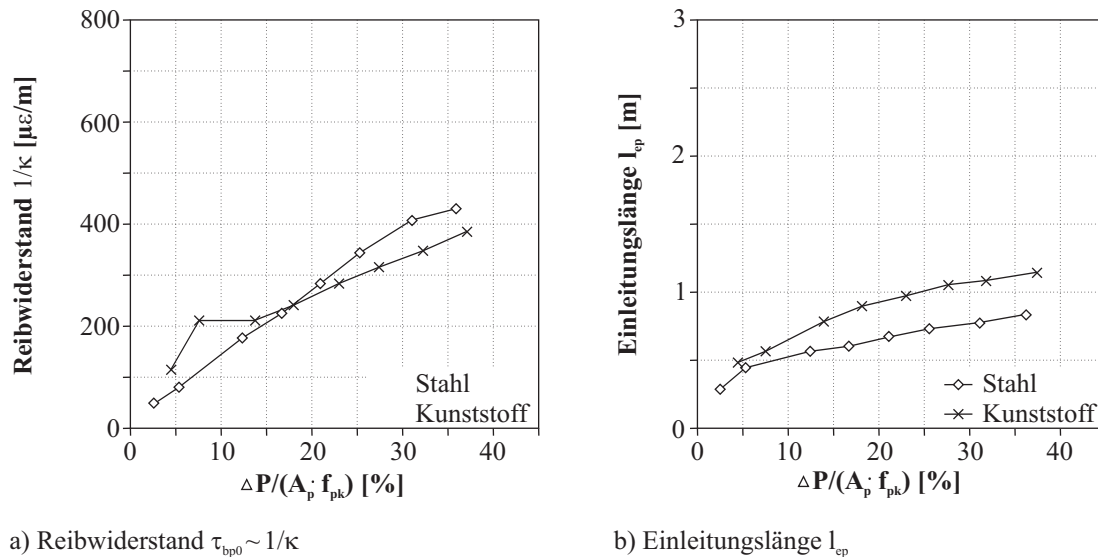 800
600
400
200
0
Reibwiderstand 1/κ [µε/m]
0 10 20 30 40
△P/(Aₚ· fₚₖ) [%]
Stahl
Kunststoff
a) Reibwiderstand τbp0 ~ 1/κ
3
2
1
0
Einleitungslänge lₑₚ [m]
0 10 20 30 40
△P/(Aₚ· fₚₖ) [%]
Stahl
Kunststoff
b) Einleitungslänge lₑₚ